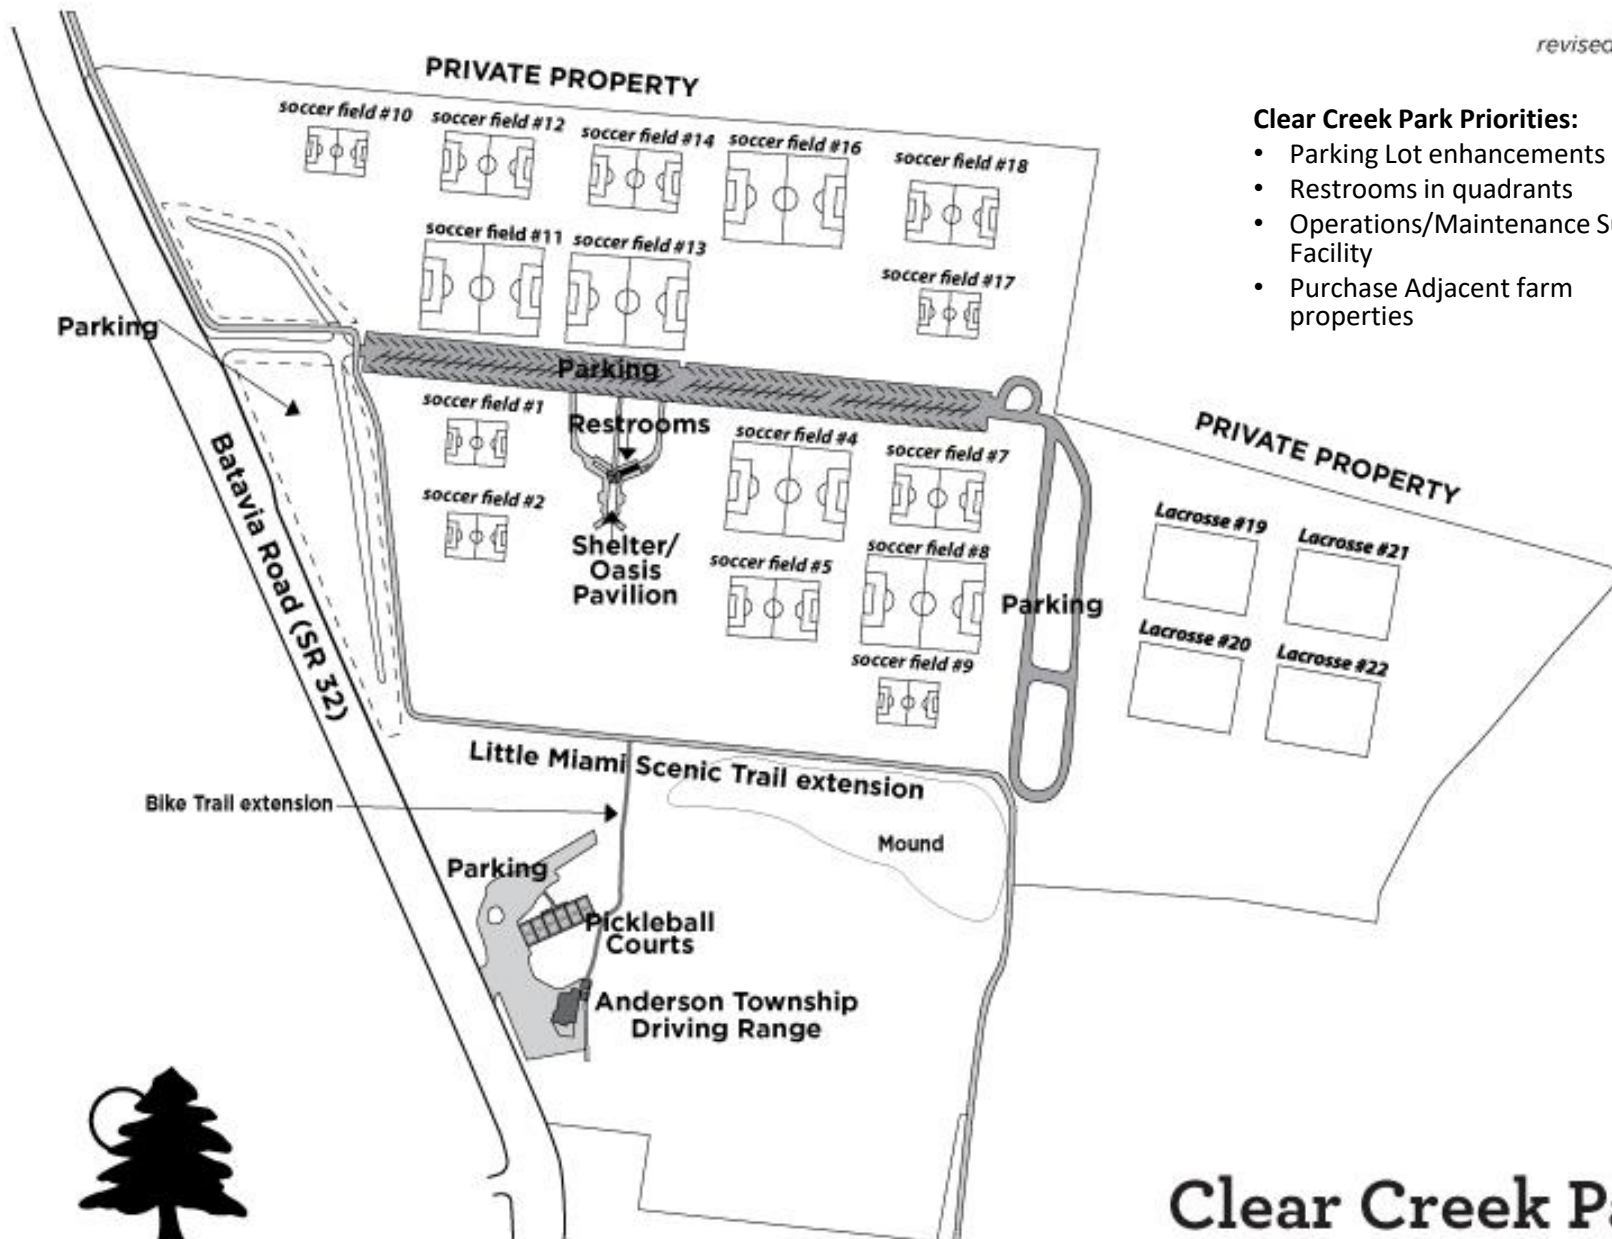 revised
PRIVATE PROPERTY
Clear Creek Park Priorities:
• Parking Lot enhancements
• Restrooms in quadrants
• Operations/Maintenance
Facility
• Purchase Adjacent farm
properties
soccer field #10
soccer field #12
soccer field #14
soccer field #16
soccer field #18
soccer field #11
soccer field #13
soccer field #17
Parking
Parking
soccer field #1
Restrooms
soccer field #4
soccer field #7
PRIVATE PROPERTY
Batavia Road (SR 32)
soccer field #2
Shelter/
Oasis
Pavilion
soccer field #5
soccer field #8
Parking
soccer field #9
Lacrosse #19
Lacrosse #21
Lacrosse #20
Lacrosse #22
Little Miami Scenic Trail extension
Bike Trail extension
Mound
Parking
Pickleball
Courts
Anderson Township
Driving Range
Clear Creek